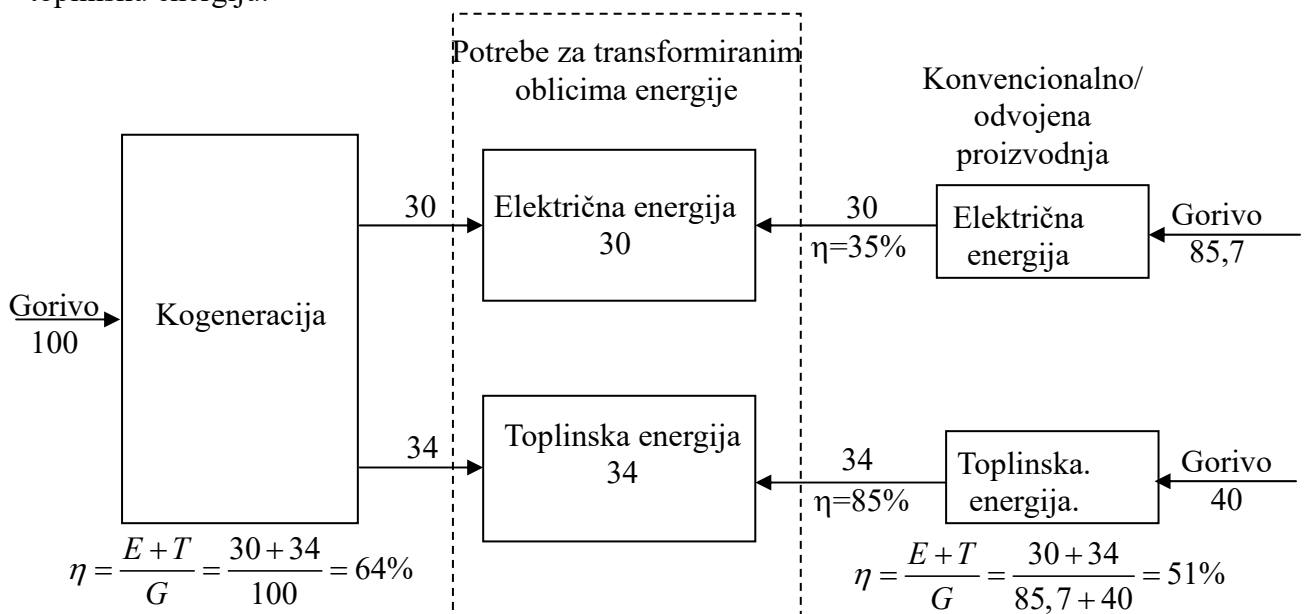 Potrebe za transformiranim
oblicima energije
Konvencionalno/
odvojena
proizvodnja
Gorivo
100
Kogeneracija
30
Električna energija
30
30
η=35%
Električna
energija
Gorivo
85,7
34
Toplinska energija
34
34
η=85%
Toplinska.
energija.
Gorivo
40
η = E + T / G = 30 + 34 / 100 = 64%
η = E + T / G = 30 + 34 / 85,7 + 40 = 51%